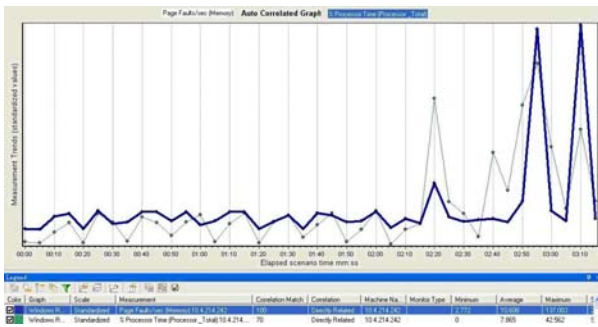 Page Faults/sec (Memory) Auto Correlated Graph % Processor Time (Processor _Total)
Measurement Trends (standardized values)
00:00 00:10 00:20 00:30 00:40 00:50 01:00 01:10 01:20 01:30 01:40 01:50 02:00 02:10 02:20 02:30 02:40 02:50 03:00 03:10
Elapsed scenario time mm:ss
Legend
Color Graph Scale Measurement Correlation Match Correlation Machine Na... Monitor Type Minimum Average Maximum
Windows R... Standardized Page Faults/sec (Memory):10.4.214.242 100 Directly Related 10.4.214.242 2.772 137.003
Windows R... Standardized % Processor Time (Processor _Total):10.4.214.... 70 Directly Related 10.4.214.242 0 7.665 42.562